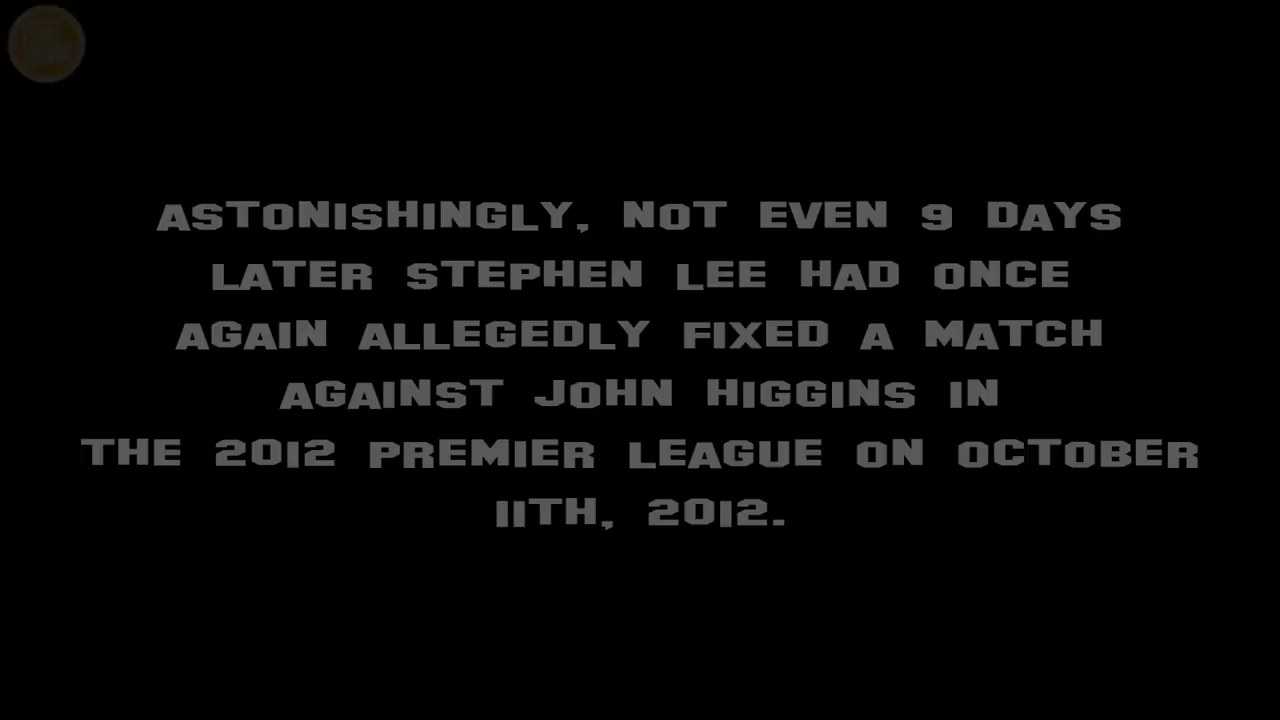 ASTONISHINGLY, NOT EVEN 9 DAYS
LATER STEPHEN LEE HAD ONCE
AGAIN ALLEGEDLY FIXED A MATCH
AGAINST JOHN HIGGINS IN
THE 2012 PREMIER LEAGUE ON OCTOBER
11TH, 2012.